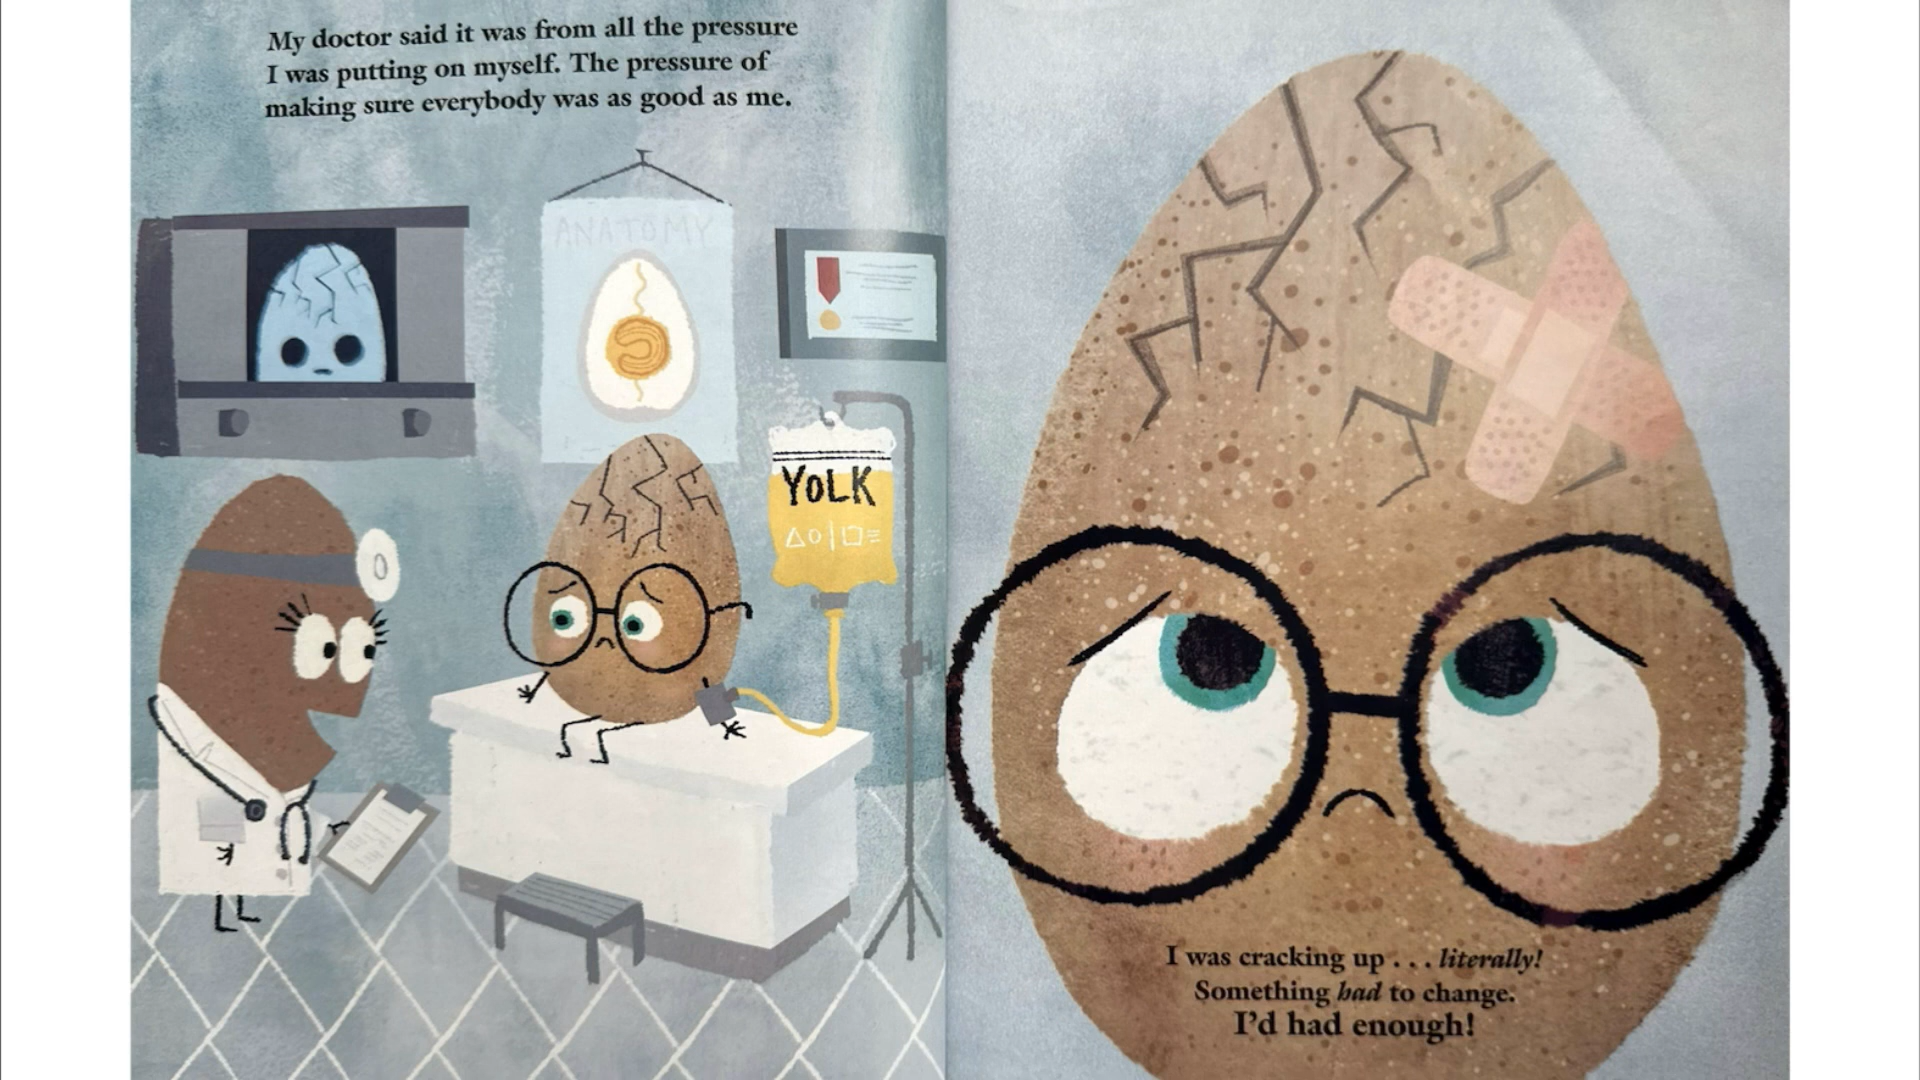 My doctor said it was from all the pressure
I was putting on myself. The pressure of
making sure everybody was as good as me.
ANATOMY
YOLK
I was cracking up . . . literally!
Something had to change.
I'd had enough!